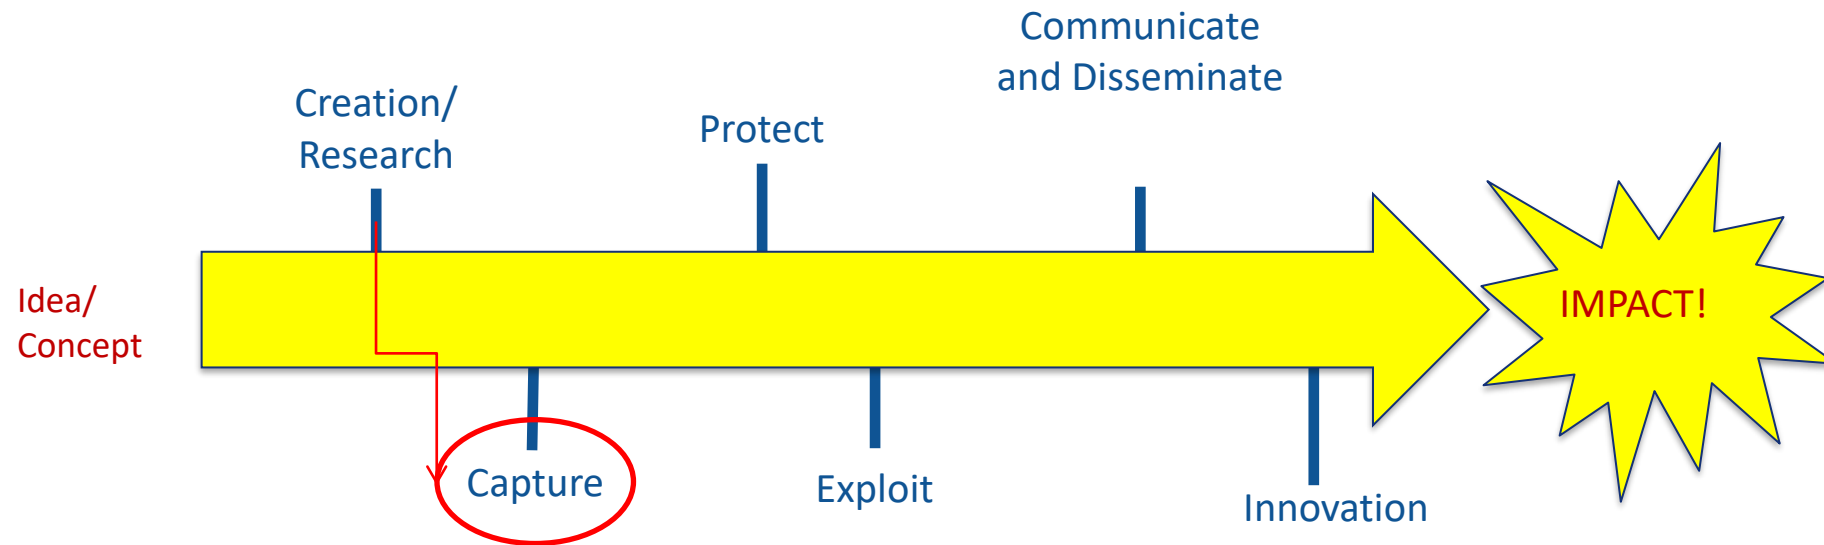 Communicate
and Disseminate
Creation/
Research
Protect
Idea/
Concept
IMPACT!
Capture
Exploit
Innovation